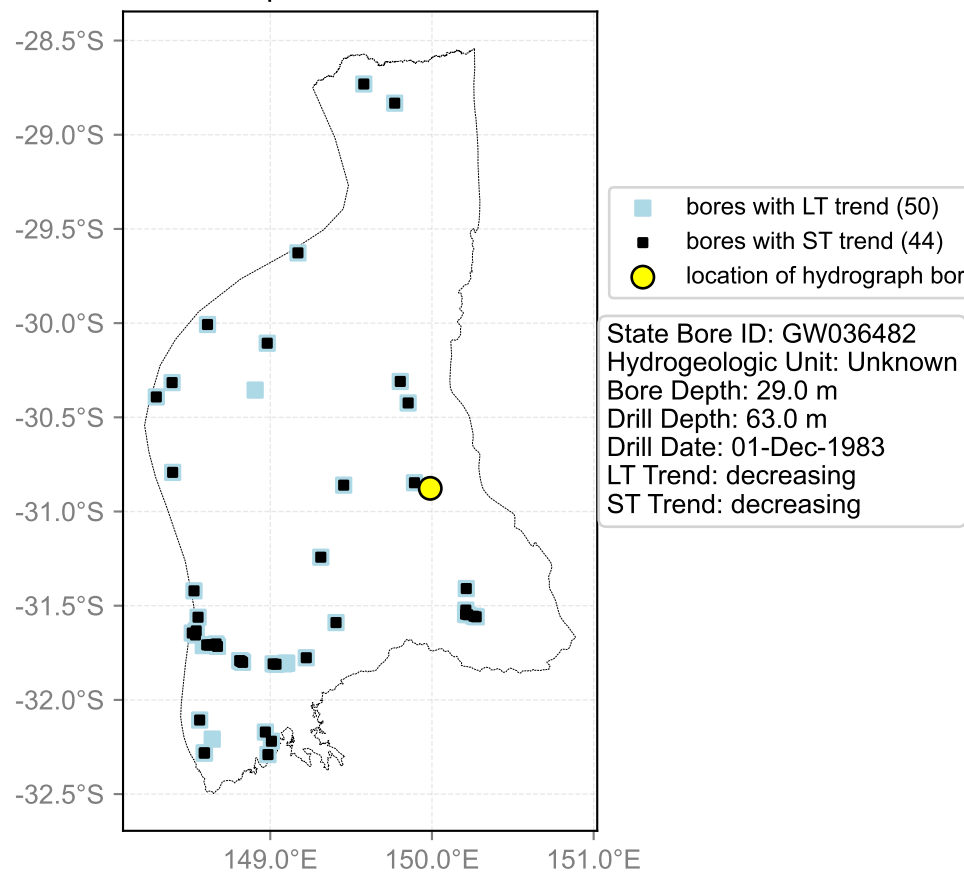 -28.5°S
-29.0°S
-29.5°S
-30.0°S
-30.5°S
-31.0°S
-31.5°S
-32.0°S
-32.5°S
149.0°E 150.0°E 151.0°E
bores with LT trend (50)
bores with ST trend (44)
location of hydrograph bor
State Bore ID: GW036482
Hydrogeologic Unit: Unknown
Bore Depth: 29.0 m
Drill Depth: 63.0 m
Drill Date: 01-Dec-1983
LT Trend: decreasing
ST Trend: decreasing